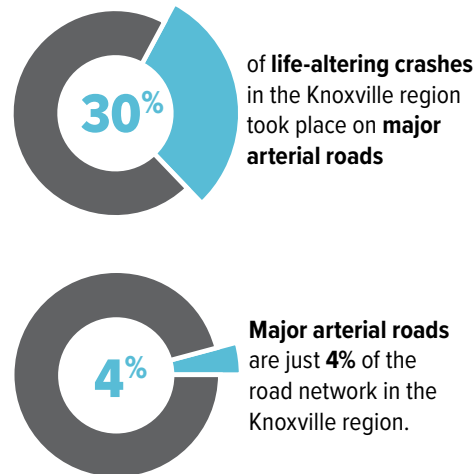 30%
of life-altering crashes
in the Knoxville region
took place on major
arterial roads
4%
Major arterial roads
are just 4% of the
road network in the
Knoxville region.